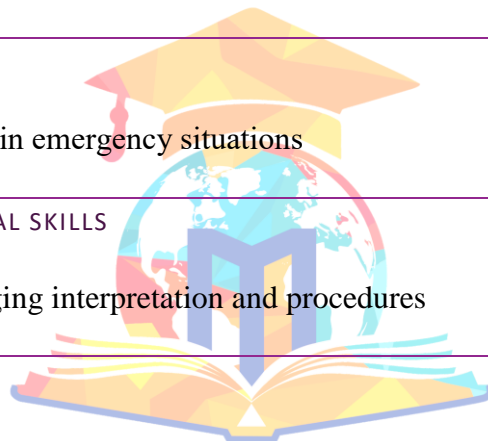 in emergency situations
AL SKILLS
ging interpretation and procedures